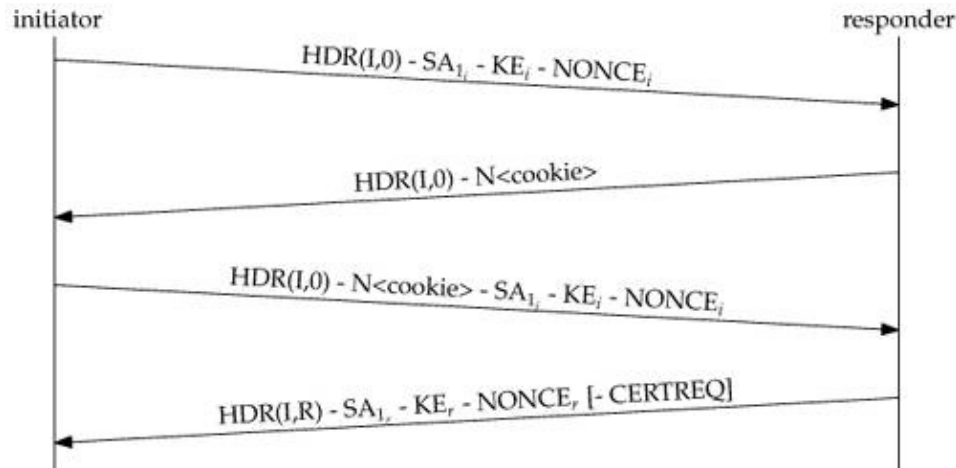 initiator responder
HDR(I,0) - SA₁ᵢ - KEᵢ - NONCEᵢ
HDR(I,0) - N<cookie>
HDR(I,0) - N<cookie> - SA₁ᵢ - KEᵢ - NONCEᵢ
HDR(I,R) - SA₁ᵣ - KEᵣ - NONCEᵣ [- CERTREQ]